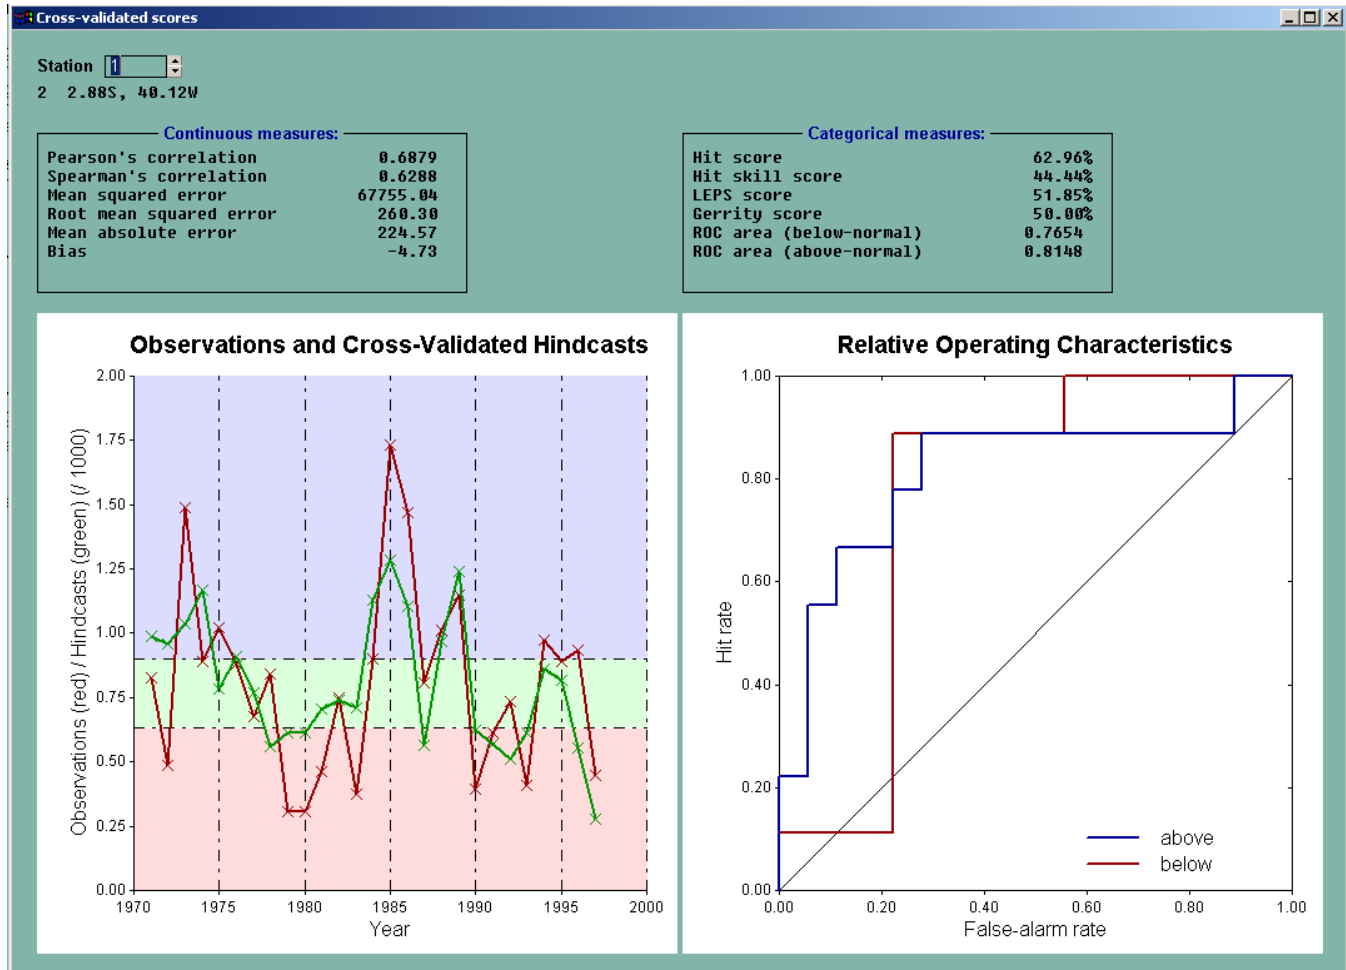 Cross-validated scores
Station 1
2 2.88S, 40.12W
Continuous measures:
Pearson's correlation 0.6879
Spearman's correlation 0.6288
Mean squared error 67755.04
Root mean squared error 260.30
Mean absolute error 224.57
Bias -4.73
Categorical measures:
Hit score 62.96%
Hit skill score 44.44%
LEPS score 51.85%
Gerrity score 50.00%
ROC area (below-normal) 0.7654
ROC area (above-normal) 0.8148
Observations and Cross-Validated Hindcasts
Observations (red) / Hindcasts (green) (/ 1000)
2.00
1.75
1.50
1.25
1.00
0.75
0.50
0.25
0.00
1970 1975 1980 1985 1990 1995 2000
Year
Relative Operating Characteristics
Hit rate
1.00
0.80
0.60
0.40
0.20
0.00
above
below
0.00 0.20 0.40 0.60 0.80 1.00
False-alarm rate